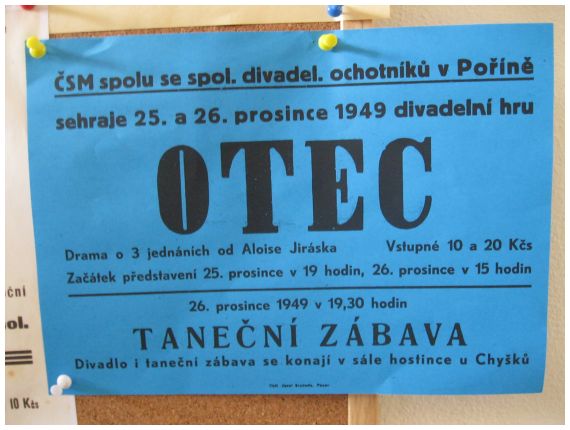 ČSM spolu se spol. divadel. ochotníků v Poříně
sehraje 25. a 26. prosince 1949 divadelní hru
OTEC
Drama o 3 jednáních od Aloise Jiráska Vstupné 10 a 20 Kčs
Začátek představení 25. prosince v 19 hodin, 26. prosince v 15 hodin
26. prosince 1949 v 19,30 hodin
TANEČNÍ ZÁBAVA
Divadlo i taneční zábava se konají v sále hostince u Chyšků
ční
ol.
10 Kčs